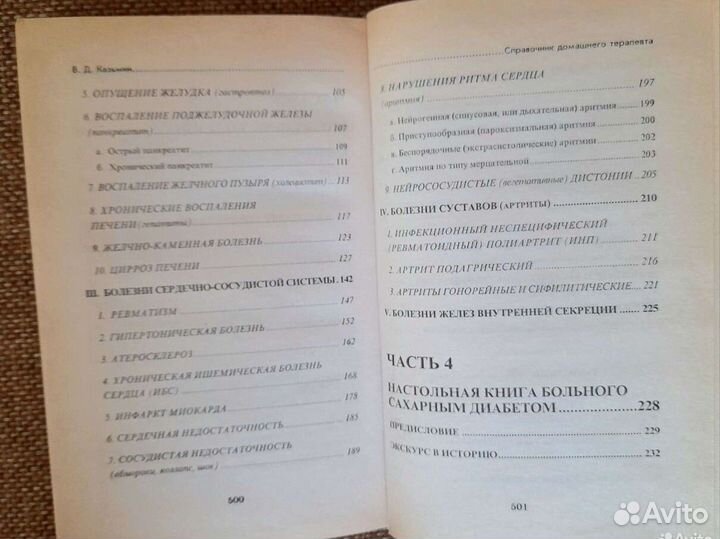 В. Д. Казьмин
5. ОПУЩЕНИЕ ЖЕЛУДКА (гастроптоз) 105
6. ВОСПАЛЕНИЕ ПОДЖЕЛУДОЧНОЙ ЖЕЛЕЗЫ
(панкреатит) 107
а. Острый панкреатит 109
б. Хронический панкреатит 111
7. ВОСПАЛЕНИЕ ЖЕЛЧНОГО ПУЗЫРЯ (холецистит) 113
8. ХРОНИЧЕСКИЕ ВОСПАЛЕНИЯ
ПЕЧЕНИ (гепатиты) 117
9. ЖЕЛЧНО-КАМЕННАЯ БОЛЕЗНЬ 123
10. ЦИРРОЗ ПЕЧЕНИ 127
III. БОЛЕЗНИ СЕРДЕЧНО-СОСУДИСТОЙ СИСТЕМЫ. 142
1. РЕВМАТИЗМ 147
2. ГИПЕРТОНИЧЕСКАЯ БОЛЕЗНЬ 152
3. АТЕРОСКЛЕРОЗ 162
4. ХРОНИЧЕСКАЯ ИШЕМИЧЕСКАЯ БОЛЕЗНЬ
СЕРДЦА (ИБС) 168
5. ИНФАРКТ МИОКАРДА 178
6. СЕРДЕЧНАЯ НЕДОСТАТОЧНОСТЬ 185
7. СОСУДИСТАЯ НЕДОСТАТОЧНОСТЬ
(обмороки, коллапс, шок) 189
500
Справочник домашнего терапевта
8. НАРУШЕНИЯ РИТМА СЕРДЦА
(аритмия) 197
а. Нейрогенная (синусовая, или дыхательная) аритмия 199
б. Приступообразная (пароксимальная) аритмия 200
в. Беспорядочные (экстрасистолические) аритмии 202
с. Аритмия по типу мерцательной 203
9. НЕЙРОСОСУДИСТЫЕ (вегетативные) ДИСТОНИИ 205
IV. БОЛЕЗНИ СУСТАВОВ (АРТРИТЫ) 210
1. ИНФЕКЦИОННЫЙ НЕСПЕЦИФИЧЕСКИЙ
(РЕВМАТОИДНЫЙ) ПОЛИАРТРИТ (ИНП) 211
2. АРТРИТ ПОДАГРИЧЕСКИЙ 216
3. АРТРИТЫ ГОНОРЕЙНЫЕ И СИФИЛИТИЧЕСКИЕ 221
V. БОЛЕЗНИ ЖЕЛЕЗ ВНУТРЕННЕЙ СЕКРЕЦИИ 225
ЧАСТЬ 4
НАСТОЛЬНАЯ КНИГА БОЛЬНОГО
САХАРНЫМ ДИАБЕТОМ 228
ПРЕДИСЛОВИЕ 229
ЭКСКУРС В ИСТОРИЮ 232
501
Avito
Avito